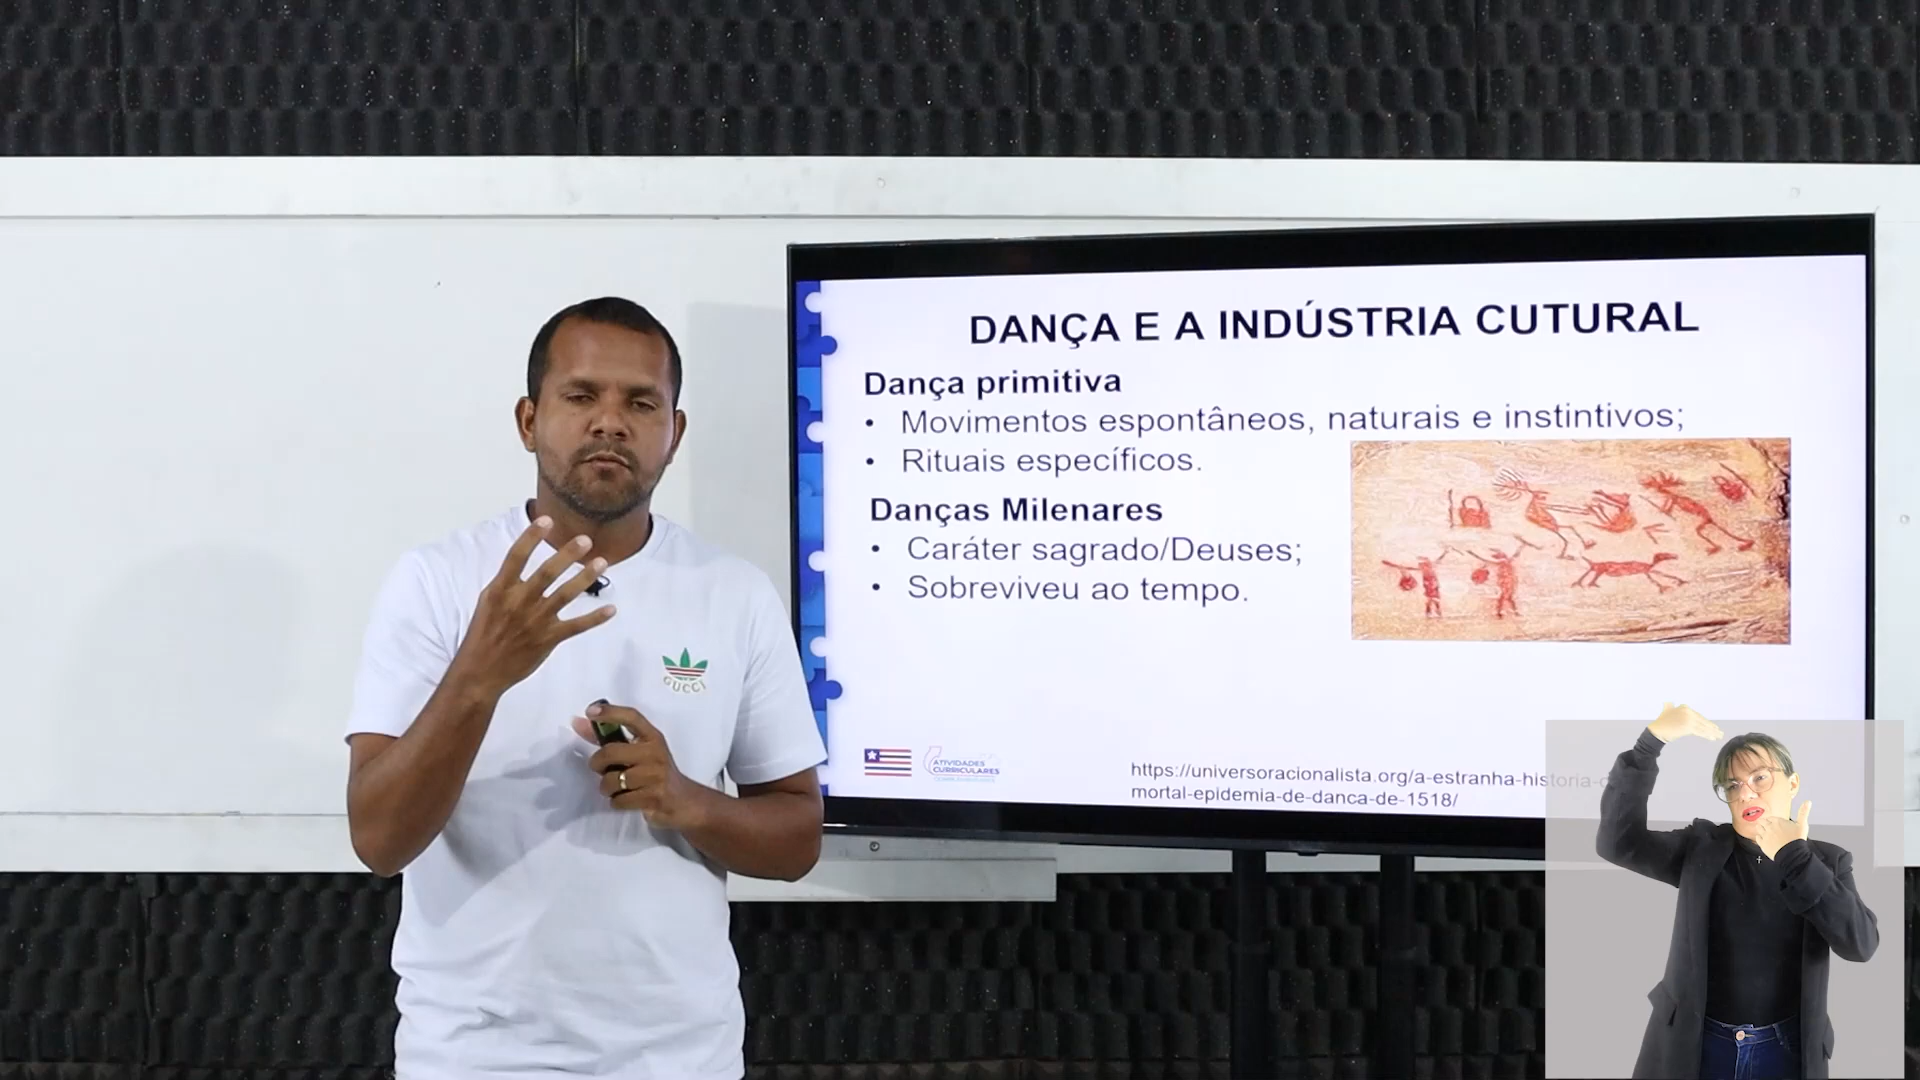 DANÇA E A INDÚSTRIA CUTURAL
Dança primitiva
• Movimentos espontâneos, naturais e instintivos;
• Rituais específicos.
Danças Milenares
• Caráter sagrado/Deuses;
• Sobreviveu ao tempo.
GUCCI
ATIVIDADES
CURRICULARES
https://universoracionalista.org/a-estranha-historia-
mortal-epidemia-de-danca-de-1518/